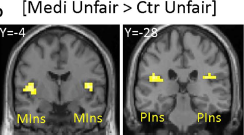 [Medi Unfair > Ctr Unfair]
Y=-4
Y=-28
MIns MIns
PIns PIns